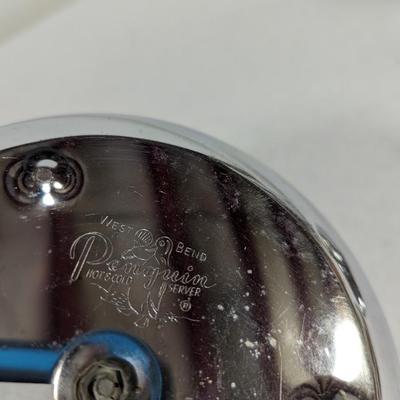 WEST BEND
Penguin
HOT & COLD SERVER
®